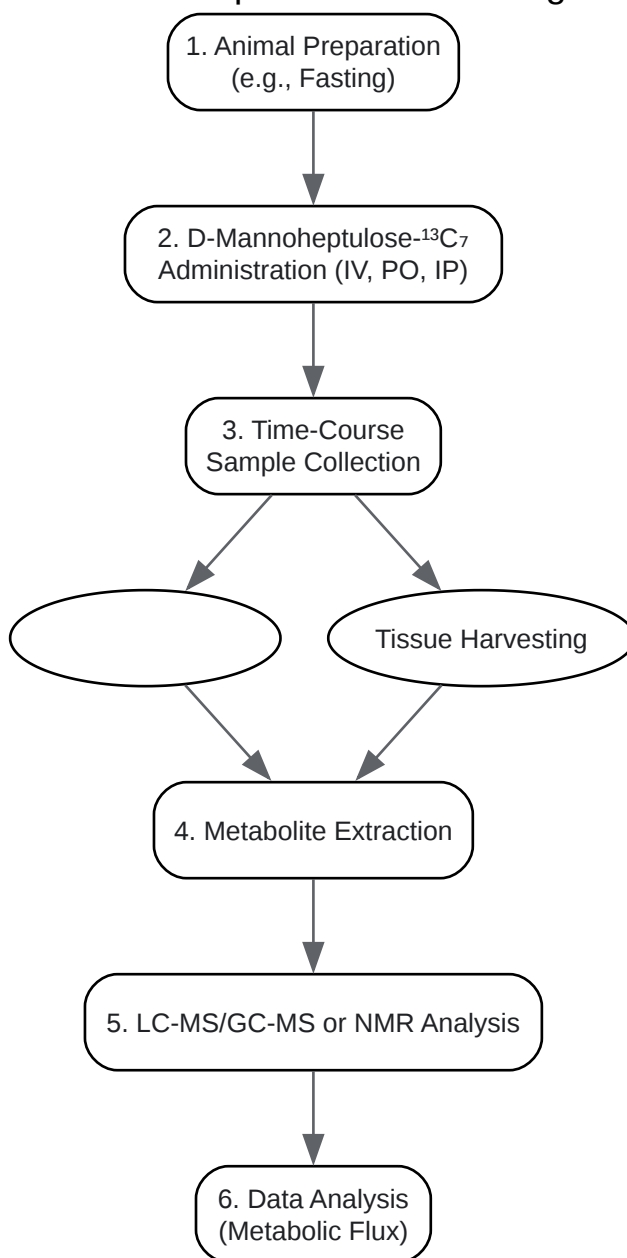 1. Animal Preparation
(e.g., Fasting)
2. D-Mannoheptulose-¹³C₇
Administration (IV, PO, IP)
3. Time-Course
Sample Collection
Tissue Harvesting
4. Metabolite Extraction
5. LC-MS/GC-MS or NMR Analysis
6. Data Analysis
(Metabolic Flux)